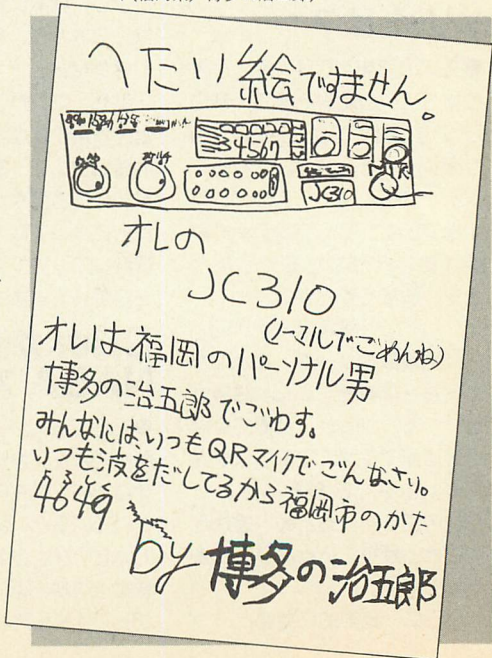 へたい絵ですません。
4567
JC310
オレの
JC310
(ノーマルでごめんね)
オレは福岡のパーソナル男
博多の治五郎でごわす。
みんなには、いつもQRマイクでごんなさい。
いつも波をだしてるから福岡市のかた
4649
by 博多の治五郎